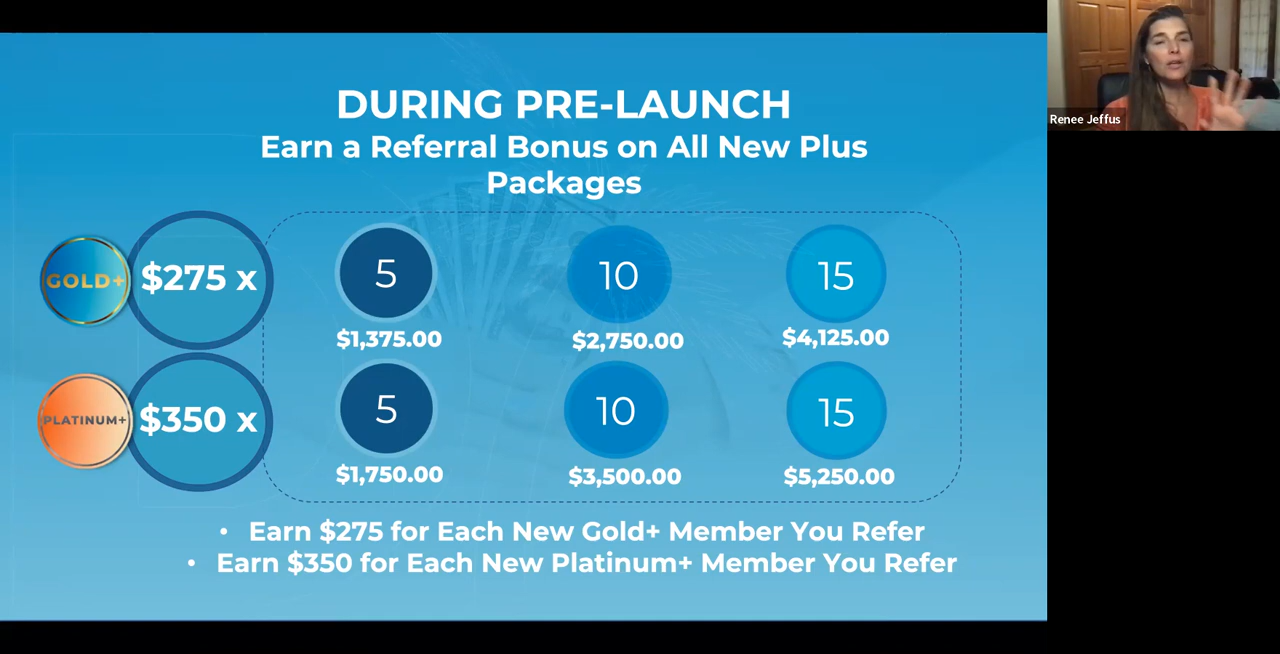 DURING PRE-LAUNCH
Earn a Referral Bonus on All New Plus
Packages
GOLD+
$275 x
5
10
15
$1,375.00
$2,750.00
$4,125.00
PLATINUM+
$350 x
5
10
15
$1,750.00
$3,500.00
$5,250.00
• Earn $275 for Each New Gold+ Member You Refer
• Earn $350 for Each New Platinum+ Member You Refer
Renee Jeffus